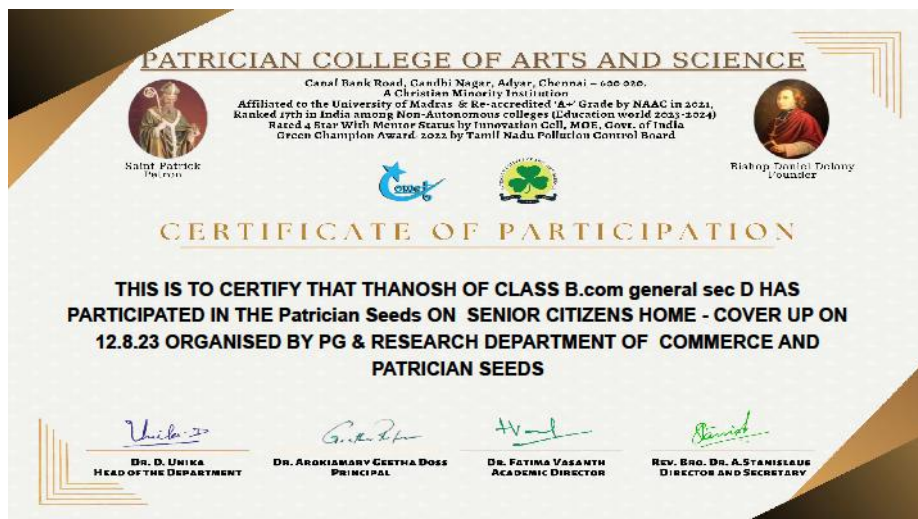 PATRICIAN COLLEGE OF ARTS AND SCIENCE
Canal Bank Road, Gandhi Nagar, Adyar, Chennai – 600 020.
A Christian Minority Institution
Affiliated to the University of Madras & Re-accredited 'A+' Grade by NAAC in 2021,
Ranked 17th in India among Non-Autonomous colleges (Education world 2023-2024)
Rated 4 Star With Mentor Status by Innovation Cell, MOE, Govt. of India
Green Champion Award-2022 by Tamil Nadu Pollution Control Board
Saint Patrick
Patron
Bishop Daniel Delany
Founder
CERTIFICATE OF PARTICIPATION
THIS IS TO CERTIFY THAT THANOSH OF CLASS B.com general sec D HAS
PARTICIPATED IN THE Patrician Seeds ON SENIOR CITIZENS HOME - COVER UP ON
12.8.23 ORGANISED BY PG & RESEARCH DEPARTMENT OF COMMERCE AND
PATRICIAN SEEDS
DR. D. UNIKA
HEAD OF THE DEPARTMENT
DR. AROKIAMARY GEETHA DOSS
PRINCIPAL
DR. FATIMA VASANTH
ACADEMIC DIRECTOR
REV. BRO. DR. A.STANISLAUS
DIRECTOR AND SECRETARY